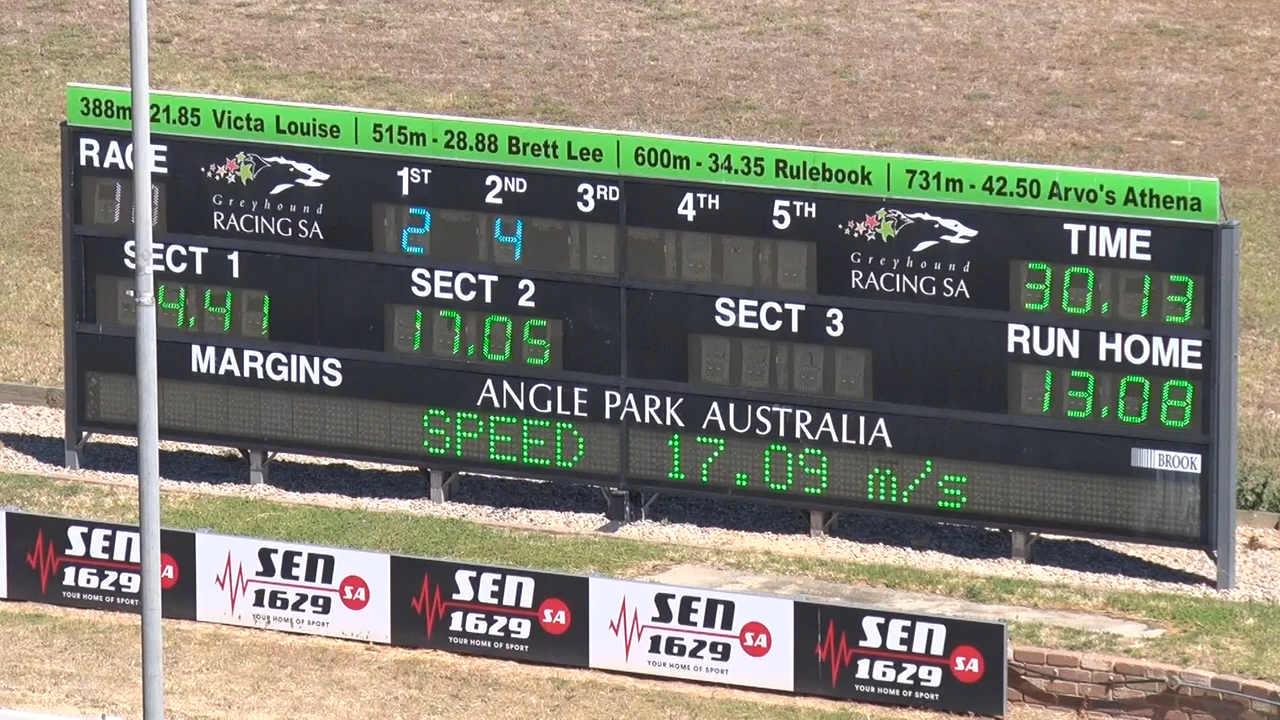 388m 21.85 Victa Louise | 515m - 28.88 Brett Lee | 600m - 34.35 Rulebook | 731m - 42.50 Arvo's Athena
RACE
Greyhound
RACING SA
1ST 2ND 3RD 4TH 5TH
2 4
Greyhound
RACING SA
TIME
30.13
SECT 1
4.41
SECT 2
17.05
SECT 3
RUN HOME
13.08
MARGINS
ANGLE PARK AUSTRALIA
SPEED 17.09 m/s
BROOK
SEN
1629
A
YOUR HOME OF SPORT
SEN
1629
SA
YOUR HOME OF SPORT
SEN
1629
SA
YOUR HOME OF SPORT
SEN
1629
SA
YOUR HOME OF SPORT
SEN
1629
SA
YOUR HOME OF SPORT